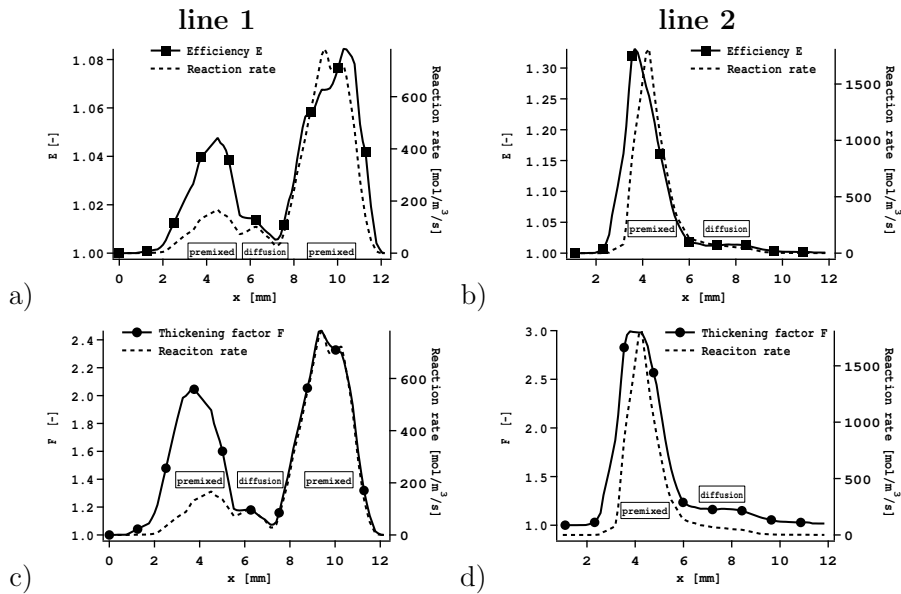 line 1
line 2
a)
Efficiency E
Reaction rate
1.08
1.06
1.04
1.02
1.00
E [-]
600
400
200
0
Reaction rate [mol/m³/s]
premixed
diffusion
premixed
0 2 4 6 8 10 12
x [mm]
b)
Efficiency E
Reaction rate
1.30
1.25
1.20
1.15
1.10
1.05
1.00
E [-]
1500
1000
500
0
Reaction rate [mol/m³/s]
premixed
diffusion
2 4 6 8 10 12
x [mm]
c)
Thickening factor F
Reaction rate
2.4
2.2
2.0
1.8
1.6
1.4
1.2
1.0
F [-]
600
400
200
0
Reaction rate [mol/m³/s]
premixed
diffusion
premixed
0 2 4 6 8 10 12
x [mm]
d)
Thickening factor F
Reaciton rate
3.0
2.5
2.0
1.5
1.0
F [-]
1500
1000
500
0
Reaction rate [mol/m³/s]
premixed
diffusion
2 4 6 8 10 12
x [mm]